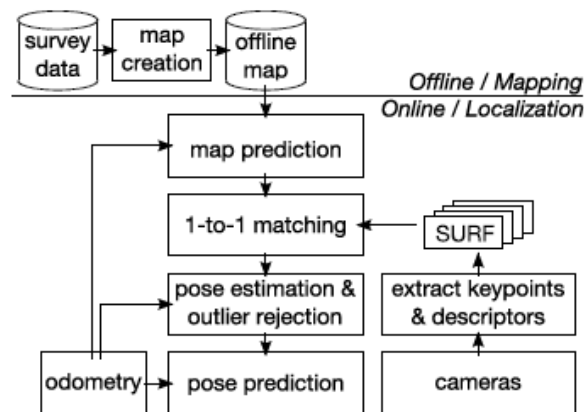 survey
data
map
creation
offline
map
Offline / Mapping
Online / Localization
map prediction
1-to-1 matching
SURF
pose estimation &
outlier rejection
extract keypoints
& descriptors
odometry
pose prediction
cameras